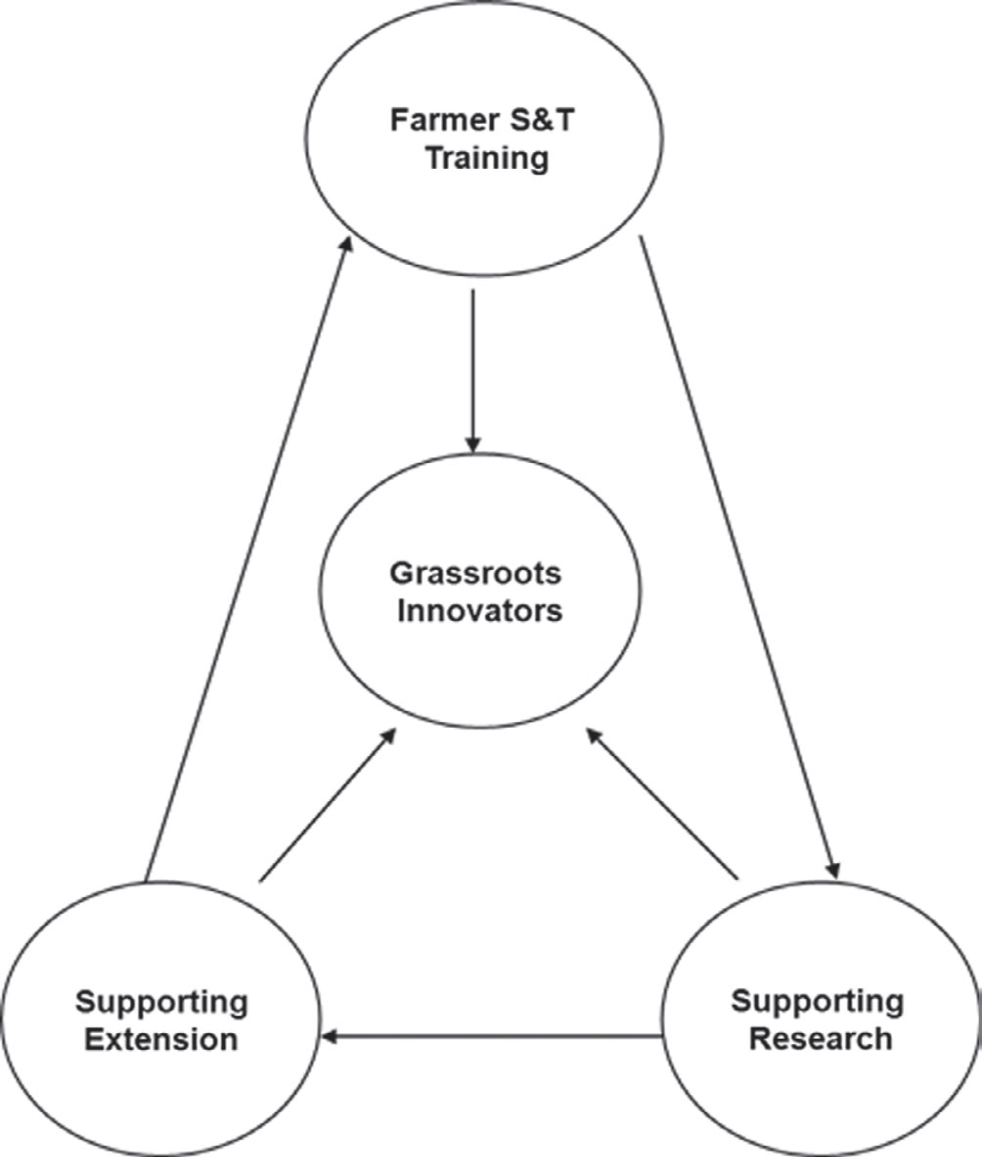 Farmer S&T
Training
Grassroots
Innovators
Supporting
Extension
Supporting
Research